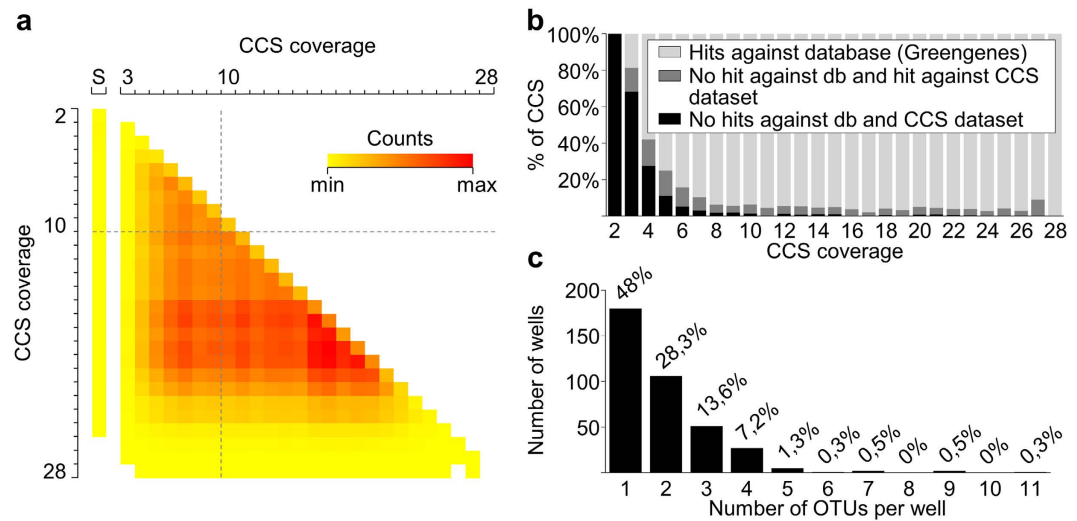 a
CCS coverage
S 3 10 28
2
10
28
CCS coverage
Counts
min max
b
100%
80%
60%
40%
20%
% of CCS
Hits against database (Greengenes)
No hit against db and hit against CCS
dataset
No hits against db and CCS dataset
2 4 6 8 10 12 14 16 18 20 22 24 26 28
CCS coverage
c
200
150
100
50
Number of wells
48% 28,3% 13,6% 7,2% 1,3% 0,3% 0,5% 0% 0,5% 0% 0,3%
1 2 3 4 5 6 7 8 9 10 11
Number of OTUs per well